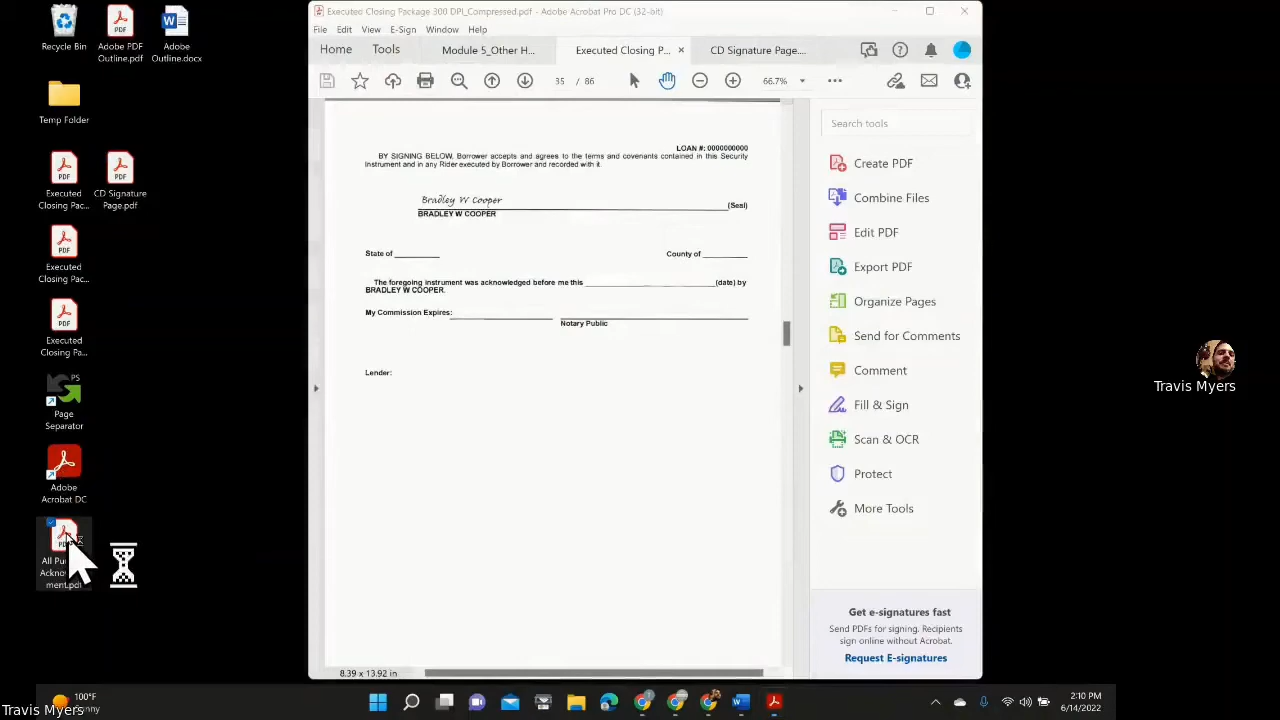 Recycle Bin
Adobe PDF
Outline.pdf
Adobe
Outline.docx
Temp Folder
Executed
Closing Pac...
CD Signature
Page.pdf
Executed
Closing Pac...
Executed
Closing Pa...
PS
Page
Separator
Adobe
Acrobat DC
All Pu
Ackno
ment.pdf
Executed Closing Package 300 DPI_Compressed.pdf - Adobe Acrobat Pro DC (32-bit)
File Edit View E-Sign Window Help
Home Tools Module 5_Other H... Executed Closing P... × CD Signature Page....
35 / 86 66.7%
LOAN #: 0000000000
BY SIGNING BELOW, Borrower accepts and agrees to the terms and covenants contained in this Security
Instrument and in any Rider executed by Borrower and recorded with it.
Bradley W Cooper
(Seal)
BRADLEY W COOPER
State of County of
The foregoing instrument was acknowledged before me this (date) by
BRADLEY W COOPER.
My Commission Expires:
Notary Public
Lender:
8.39 x 13.92 in
Search tools
Create PDF
Combine Files
Edit PDF
Export PDF
Organize Pages
Send for Comments
Comment
Fill & Sign
Scan & OCR
Protect
More Tools
Get e-signatures fast
Send PDFs for signing. Recipients
sign online without Acrobat.
Request E-signatures
Travis Myers
100°F
Travis Myers
2:10 PM
6/14/2022